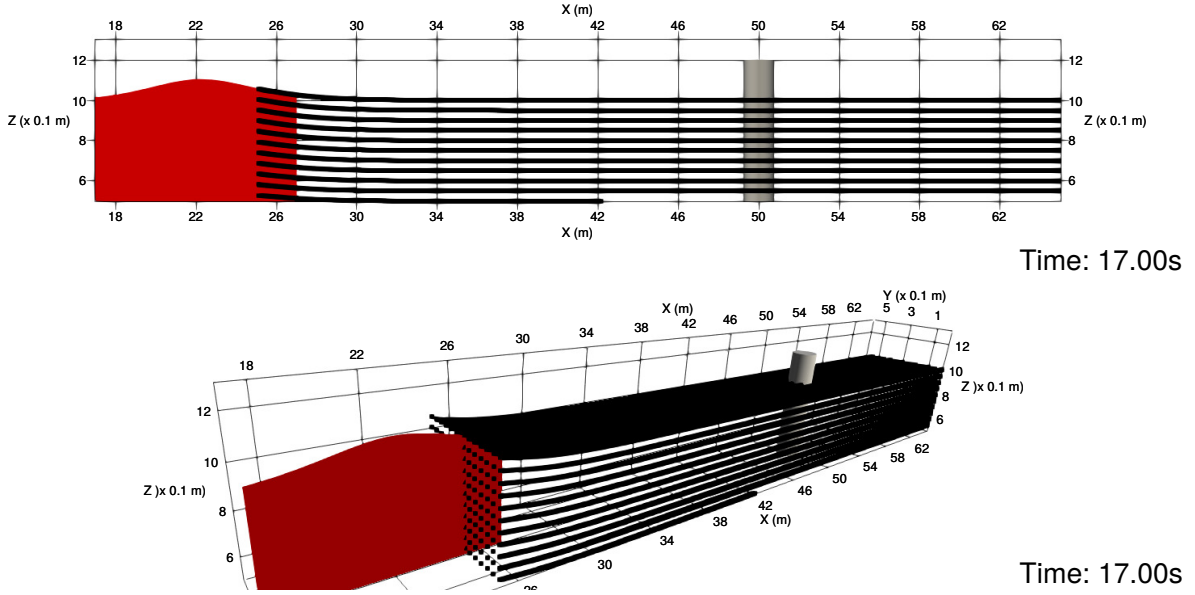 X (m)
18 22 26 30 34 38 42 46 50 54 58 62
12 12
10 10
Z (x 0.1 m) Z (x 0.1 m)
8 8
6 6
18 22 26 30 34 38 42 46 50 54 58 62
X (m)
Time: 17.00s
Y (x 0.1 m)
X (m)
18 22 26 30 34 38 42 46 50 54 58 62 5 3 1
12 12
10 10
Z )x 0.1 m) Z )x 0.1 m)
8 8
6 6
26 30 34 38 42 46 50 54 58 62
X (m)
Time: 17.00s